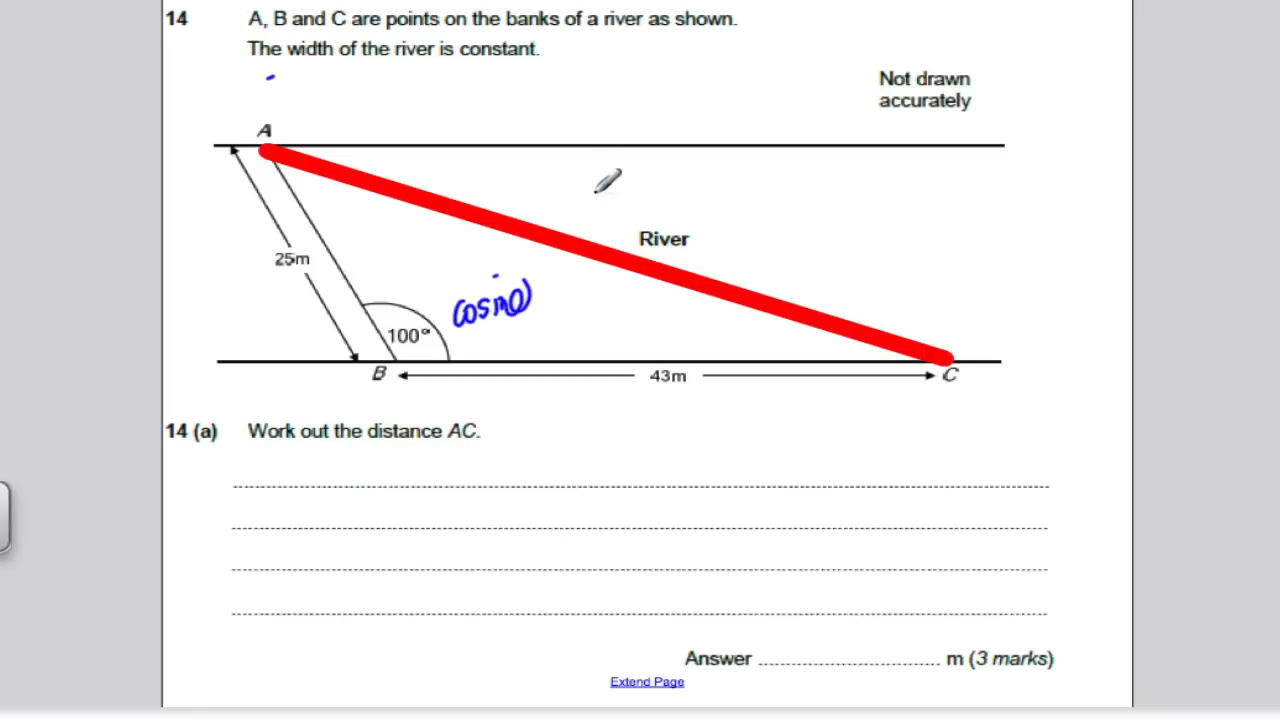 14 A, B and C are points on the banks of a river as shown.
The width of the river is constant.
Not drawn
accurately
A
River
25m
cosine
100°
B
43m
C
14 (a) Work out the distance AC.
Answer ................................ m (3 marks)
Extend Page